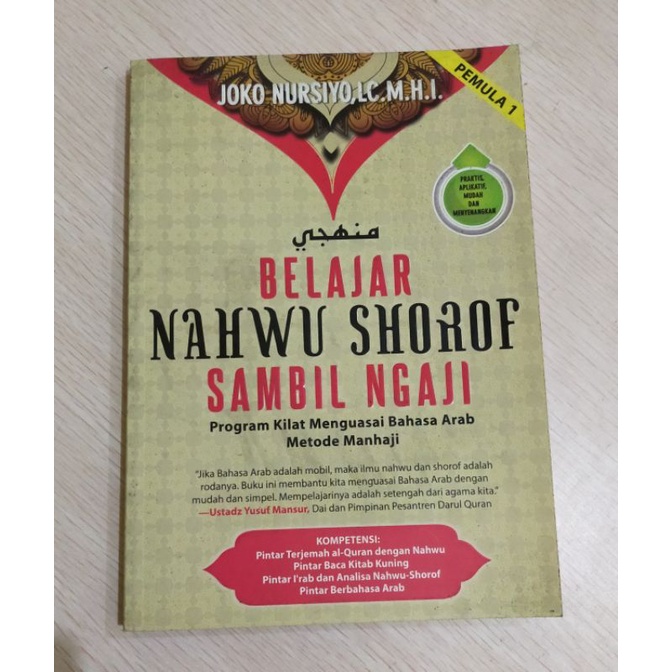 JOKO NURSIYO,LC.M.H.I.
PEMULA 1
PRAKTIS,
APLIKATIF,
MUDAH
DAN
MENYENANGKAN
منهجي
BELAJAR
NAHWU SHOROF
SAMBIL NGAJI
Program Kilat Menguasai Bahasa Arab
Metode Manhaji
"Jika Bahasa Arab adalah mobil, maka ilmu nahwu dan shorof adalah
rodanya. Buku ini membantu kita menguasai Bahasa Arab dengan
mudah dan simpel. Mempelajarinya adalah setengah dari agama kita."
—Ustadz Yusuf Mansur, Dai dan Pimpinan Pesantren Darul Quran
KOMPETENSI:
Pintar Terjemah al-Quran dengan Nahwu
Pintar Baca Kitab Kuning
Pintar I'rab dan Analisa Nahwu-Shorof
Pintar Berbahasa Arab